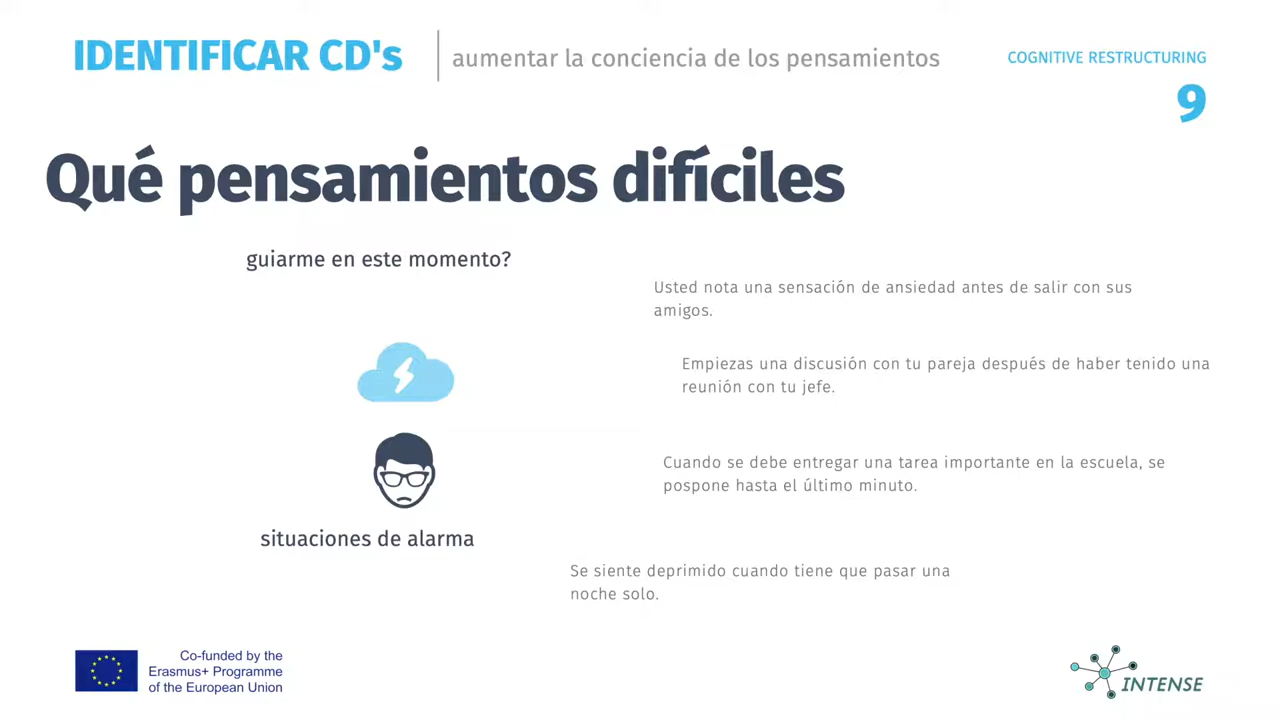 IDENTIFICAR CD's
aumentar la conciencia de los pensamientos
COGNITIVE RESTRUCTURING
9
Qué pensamientos difíciles
guiarme en este momento?
Usted nota una sensación de ansiedad antes de salir con sus
amigos.
Empiezas una discusión con tu pareja después de haber tenido una
reunión con tu jefe.
Cuando se debe entregar una tarea importante en la escuela, se
pospone hasta el último minuto.
situaciones de alarma
Se siente deprimido cuando tiene que pasar una
noche solo.
Co-funded by the
Erasmus+ Programme
of the European Union
INTENSE